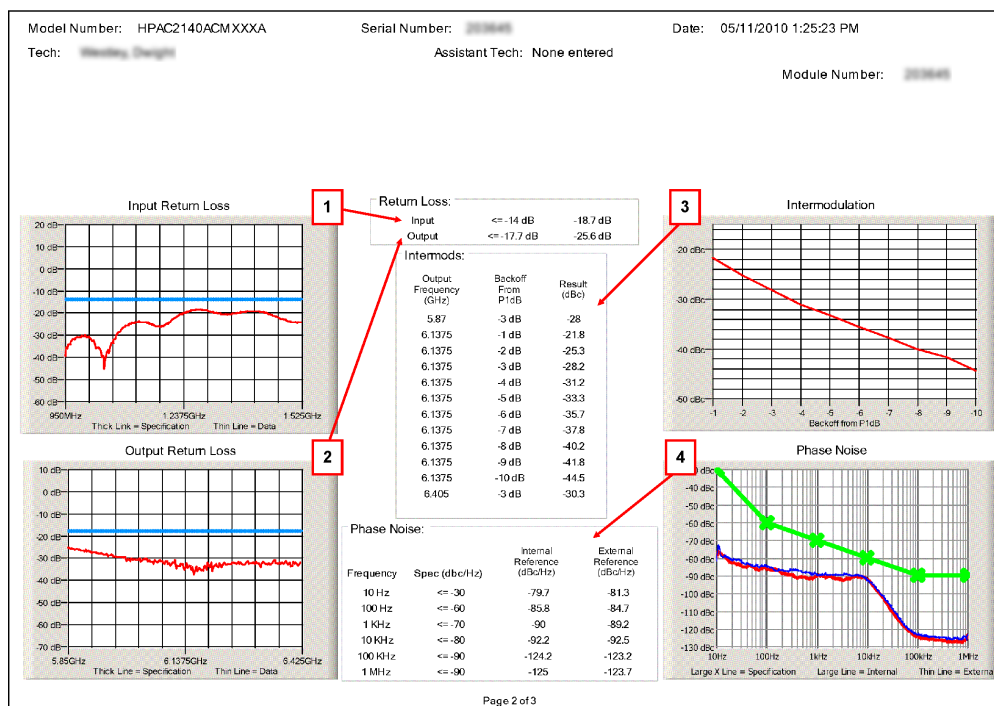 Model Number: HPAC2140ACMXXXA Serial Number: Date: 05/11/2010 1:25:23 PM
Tech: Assistant Tech: None entered
Module Number:
Input Return Loss
20 dB
10 dB
0 dB
-10 dB
-20 dB
-30 dB
-40 dB
-50 dB
-60 dB
950MHz 1.2375GHz 1.525GHz
Thick Link = Specification Thin Line = Data
1
Return Loss:
Input <=-14 dB -18.7 dB
Output <=-17.7 dB -25.6 dB
3
Intermodulation
-20 dBc
-30 dBc
-40 dBc
-50 dBc
-1 -2 -3 -4 -5 -6 -7 -8 -9 -10
Backoff from P1dB
Intermods:
Output Frequency (GHz) Backoff From P1dB Result (dBc)
5.87 -3 dB -28
6.1375 -1 dB -21.8
6.1375 -2 dB -25.3
6.1375 -3 dB -28.2
6.1375 -4 dB -31.2
6.1375 -5 dB -33.3
6.1375 -6 dB -35.7
6.1375 -7 dB -37.8
6.1375 -8 dB -40.2
6.1375 -9 dB -41.8
6.1375 -10 dB -44.5
6.405 -3 dB -30.3
Output Return Loss
10 dB
0 dB
-10 dB
-20 dB
-30 dB
-40 dB
-50 dB
-60 dB
-70 dB
5.85GHz 6.1375GHz 6.425GHz
Thick Line = Specification Thin Line = Data
2
4
Phase Noise:
Frequency Spec (dbc/Hz) Internal Reference (dBc/Hz) External Reference (dBc/Hz)
10 Hz <=-30 -79.7 -81.3
100 Hz <=-60 -85.8 -84.7
1 KHz <=-70 -90 -89.2
10 KHz <=-80 -92.2 -92.5
100 KHz <=-90 -124.2 -123.2
1 MHz <=-90 -125 -123.7
Phase Noise
dBc
-40 dBc
-50 dBc
-60 dBc
-70 dBc
-80 dBc
-90 dBc
-100 dBc
-110 dBc
-120 dBc
-130 dBc
10Hz 100Hz 1kHz 10kHz 100kHz 1MHz
Large X Line = Specification Large Line = Internal Thin Line = Externa
Page 2 of 3